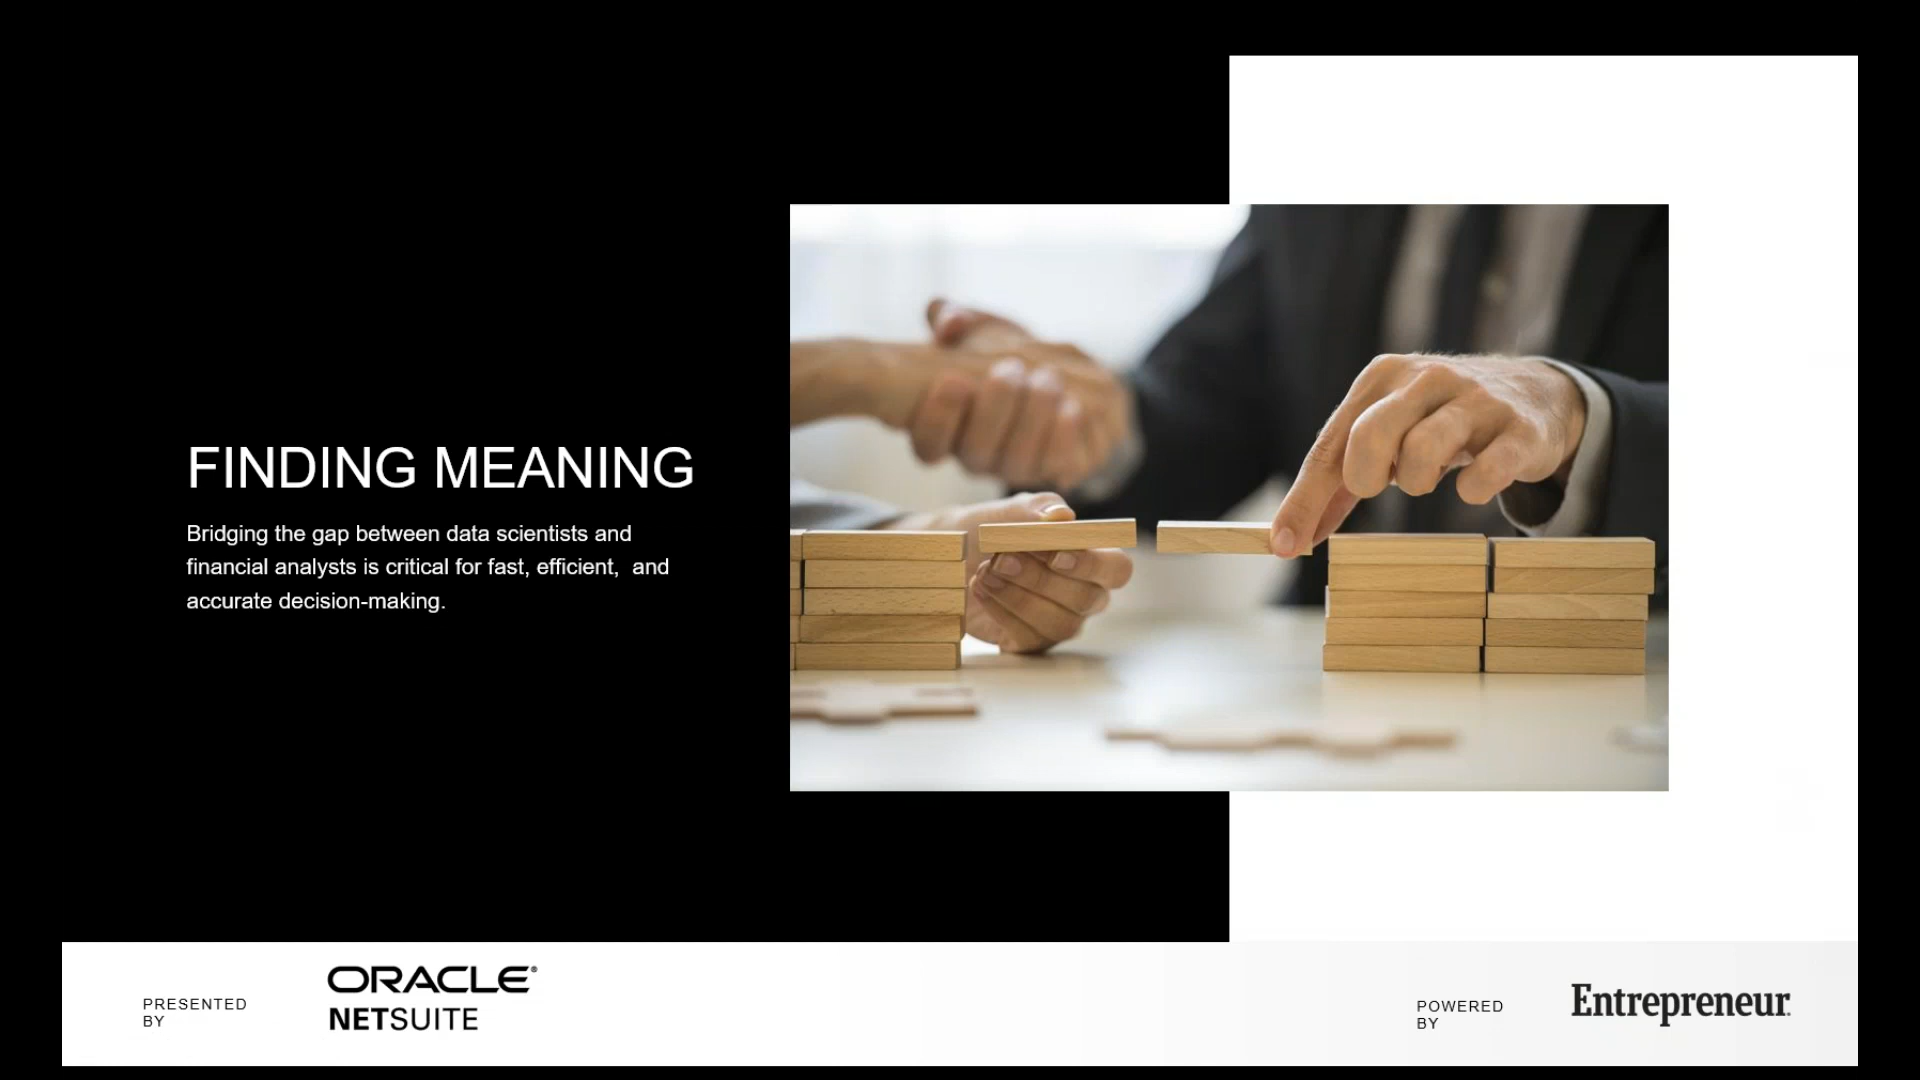 FINDING MEANING
Bridging the gap between data scientists and
financial analysts is critical for fast, efficient,  and
accurate decision-making.
PRESENTED
BY
ORACLE®
NETSUITE
POWERED
BY
Entrepreneur.